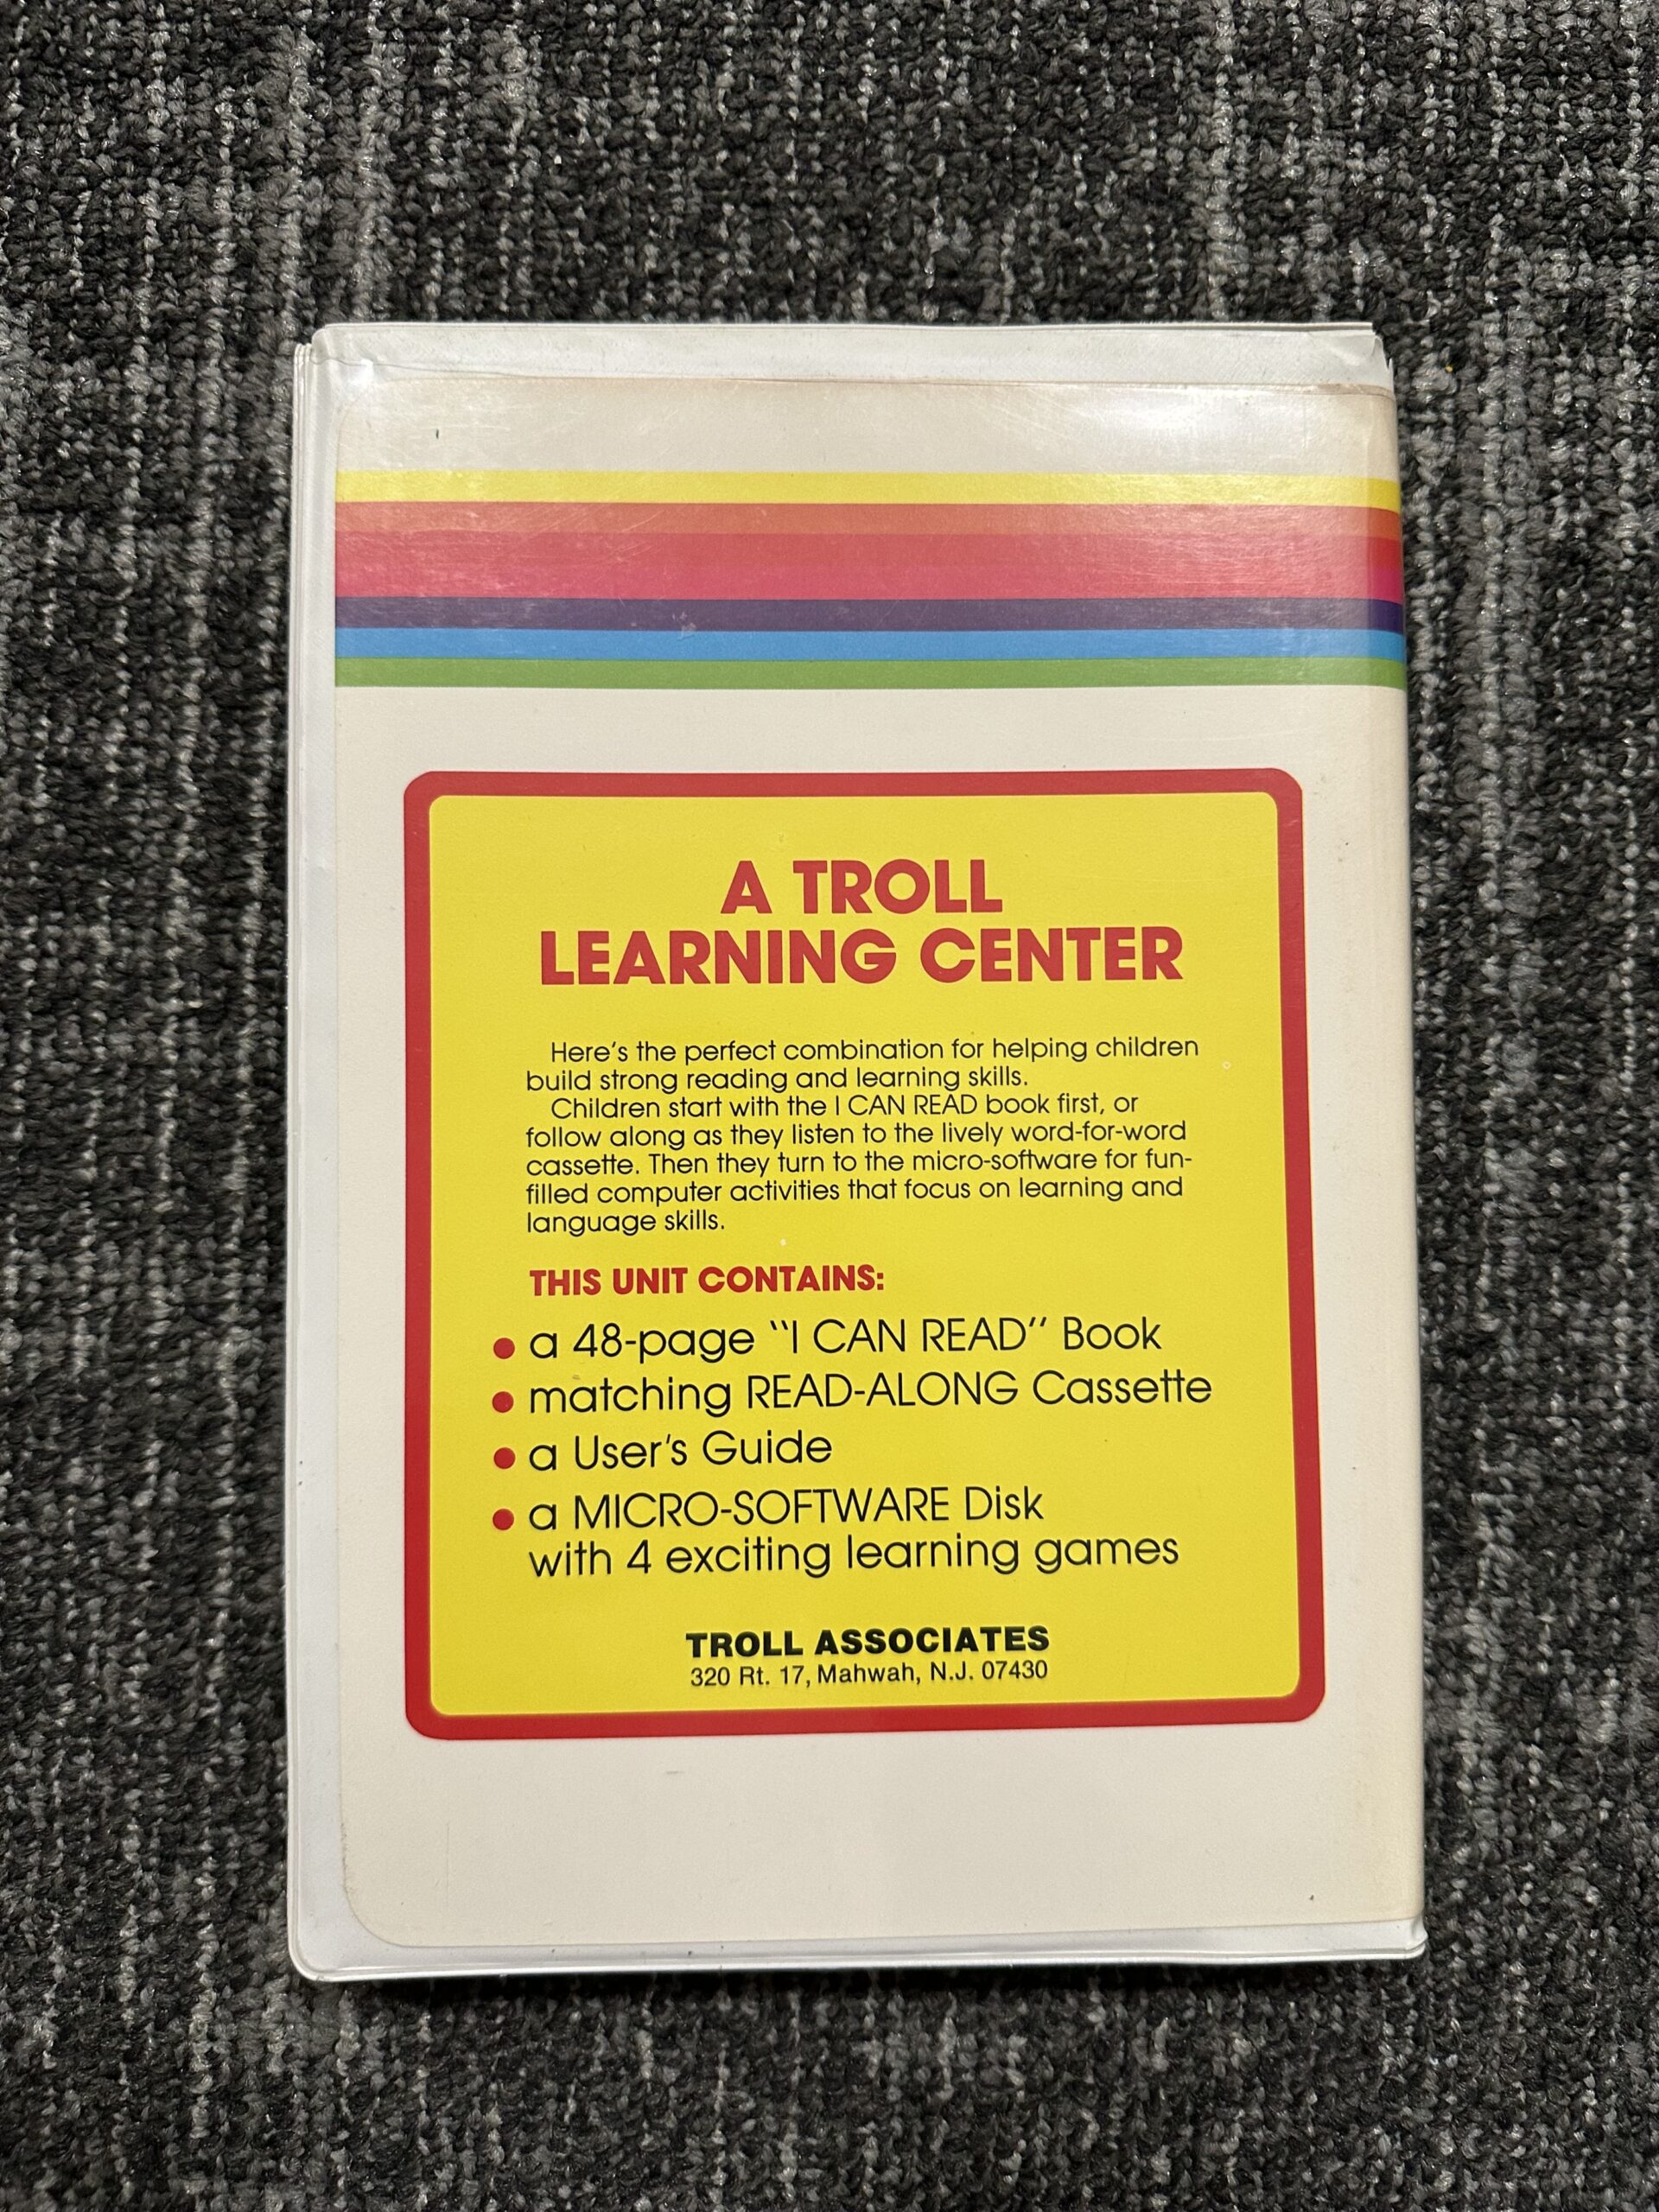 A TROLL
LEARNING CENTER
Here's the perfect combination for helping children
build strong reading and learning skills.
Children start with the I CAN READ book first, or
follow along as they listen to the lively word-for-word
cassette. Then they turn to the micro-software for fun-
filled computer activities that focus on learning and
language skills.
THIS UNIT CONTAINS:
• a 48-page "I CAN READ" Book
• matching READ-ALONG Cassette
• a User's Guide
• a MICRO-SOFTWARE Disk
with 4 exciting learning games
TROLL ASSOCIATES
320 Rt. 17, Mahwah, N.J. 07430